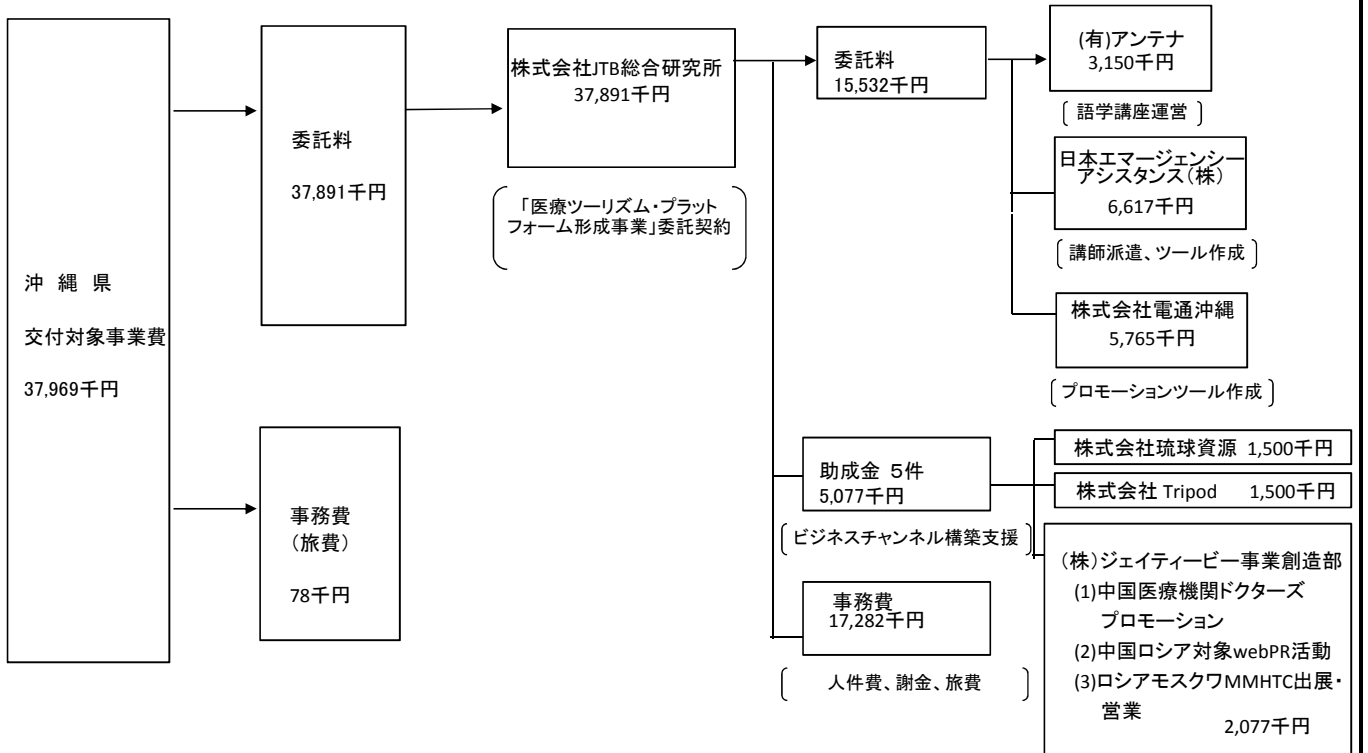 沖 縄 県
交付対象事業費
37,969千円
委託料
37,891千円
事務費
（旅費）
78千円
株式会社JTB総合研究所
37,891千円
「医療ツーリズム・プラット
フォーム形成事業」委託契約
委託料
15,532千円
(有)アンテナ
3,150千円
語学講座運営
日本エマージェンシー
アシスタンス（株）
6,617千円
講師派遣、ツール作成
株式会社電通沖縄
5,765千円
プロモーションツール作成
助成金 5件
5,077千円
ビジネスチャンネル構築支援
株式会社琉球資源 1,500千円
株式会社 Tripod 1,500千円
（株）ジェイティービー事業創造部
(1)中国医療機関ドクターズ
プロモーション
(2)中国ロシア対象webPR活動
(3)ロシアモスクワMMHTC出展・
営業
2,077千円
事務費
17,282千円
人件費、謝金、旅費